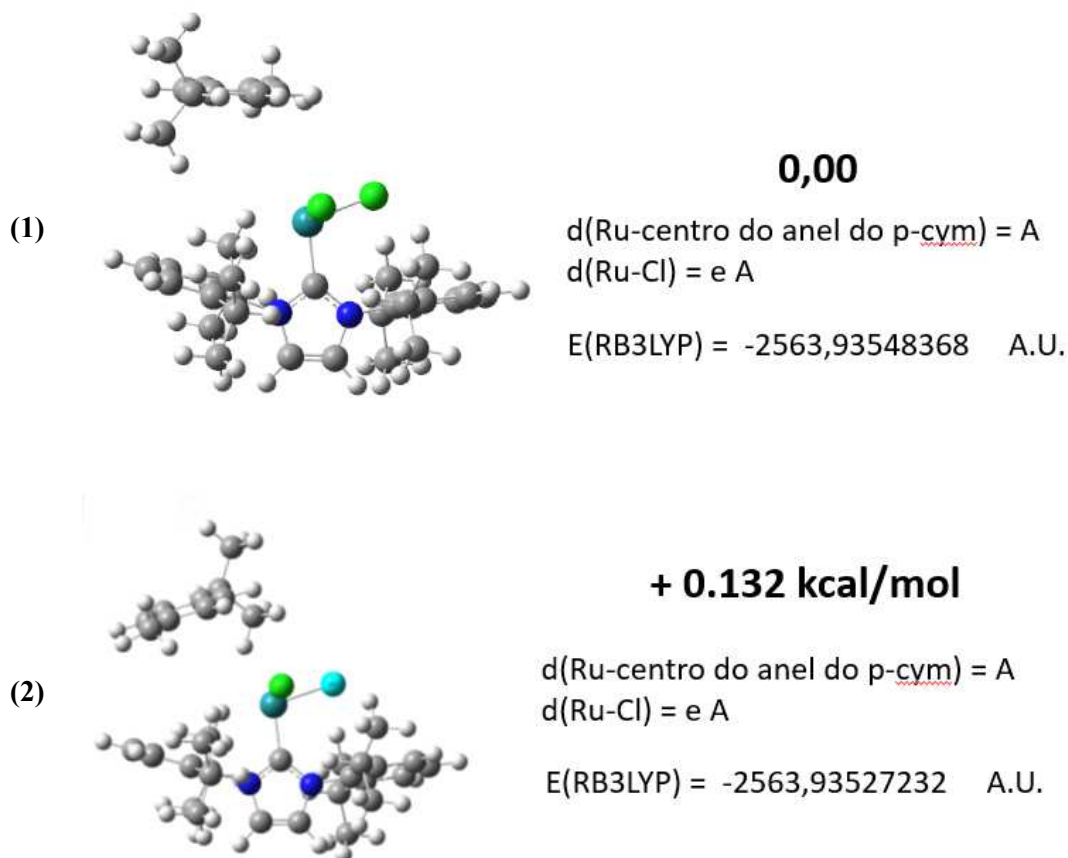 0,00
(1)
d(Ru-centro do anel do p-cym) = A
d(Ru-Cl) = e A
E(RB3LYP) = -2563,93548368 A.U.
+ 0.132 kcal/mol
(2)
d(Ru-centro do anel do p-cym) = A
d(Ru-Cl) = e A
E(RB3LYP) = -2563,93527232 A.U.